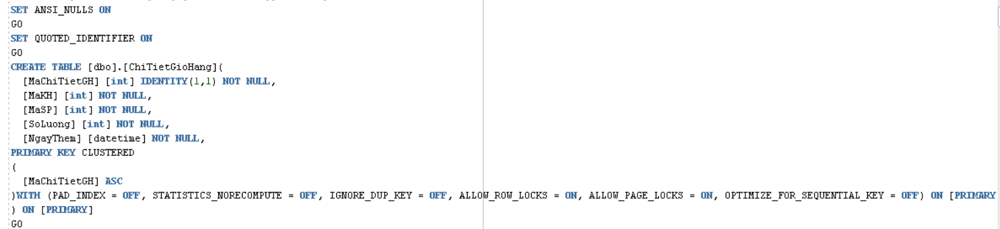 SET ANSI_NULLS ON
GO
SET QUOTED_IDENTIFIER ON
GO
CREATE TABLE [dbo].[ChiTietGioHang](
  [MaChiTietGH] [int] IDENTITY(1,1) NOT NULL,
  [MaKH] [int] NOT NULL,
  [MaSP] [int] NOT NULL,
  [SoLuong] [int] NOT NULL,
  [NgayThem] [datetime] NOT NULL,
PRIMARY KEY CLUSTERED
(
  [MaChiTietGH] ASC
)WITH (PAD_INDEX = OFF, STATISTICS_NORECOMPUTE = OFF, IGNORE_DUP_KEY = OFF, ALLOW_ROW_LOCKS = ON, ALLOW_PAGE_LOCKS = ON, OPTIMIZE_FOR_SEQUENTIAL_KEY = OFF) ON [PRIMARY
) ON [PRIMARY]
GO